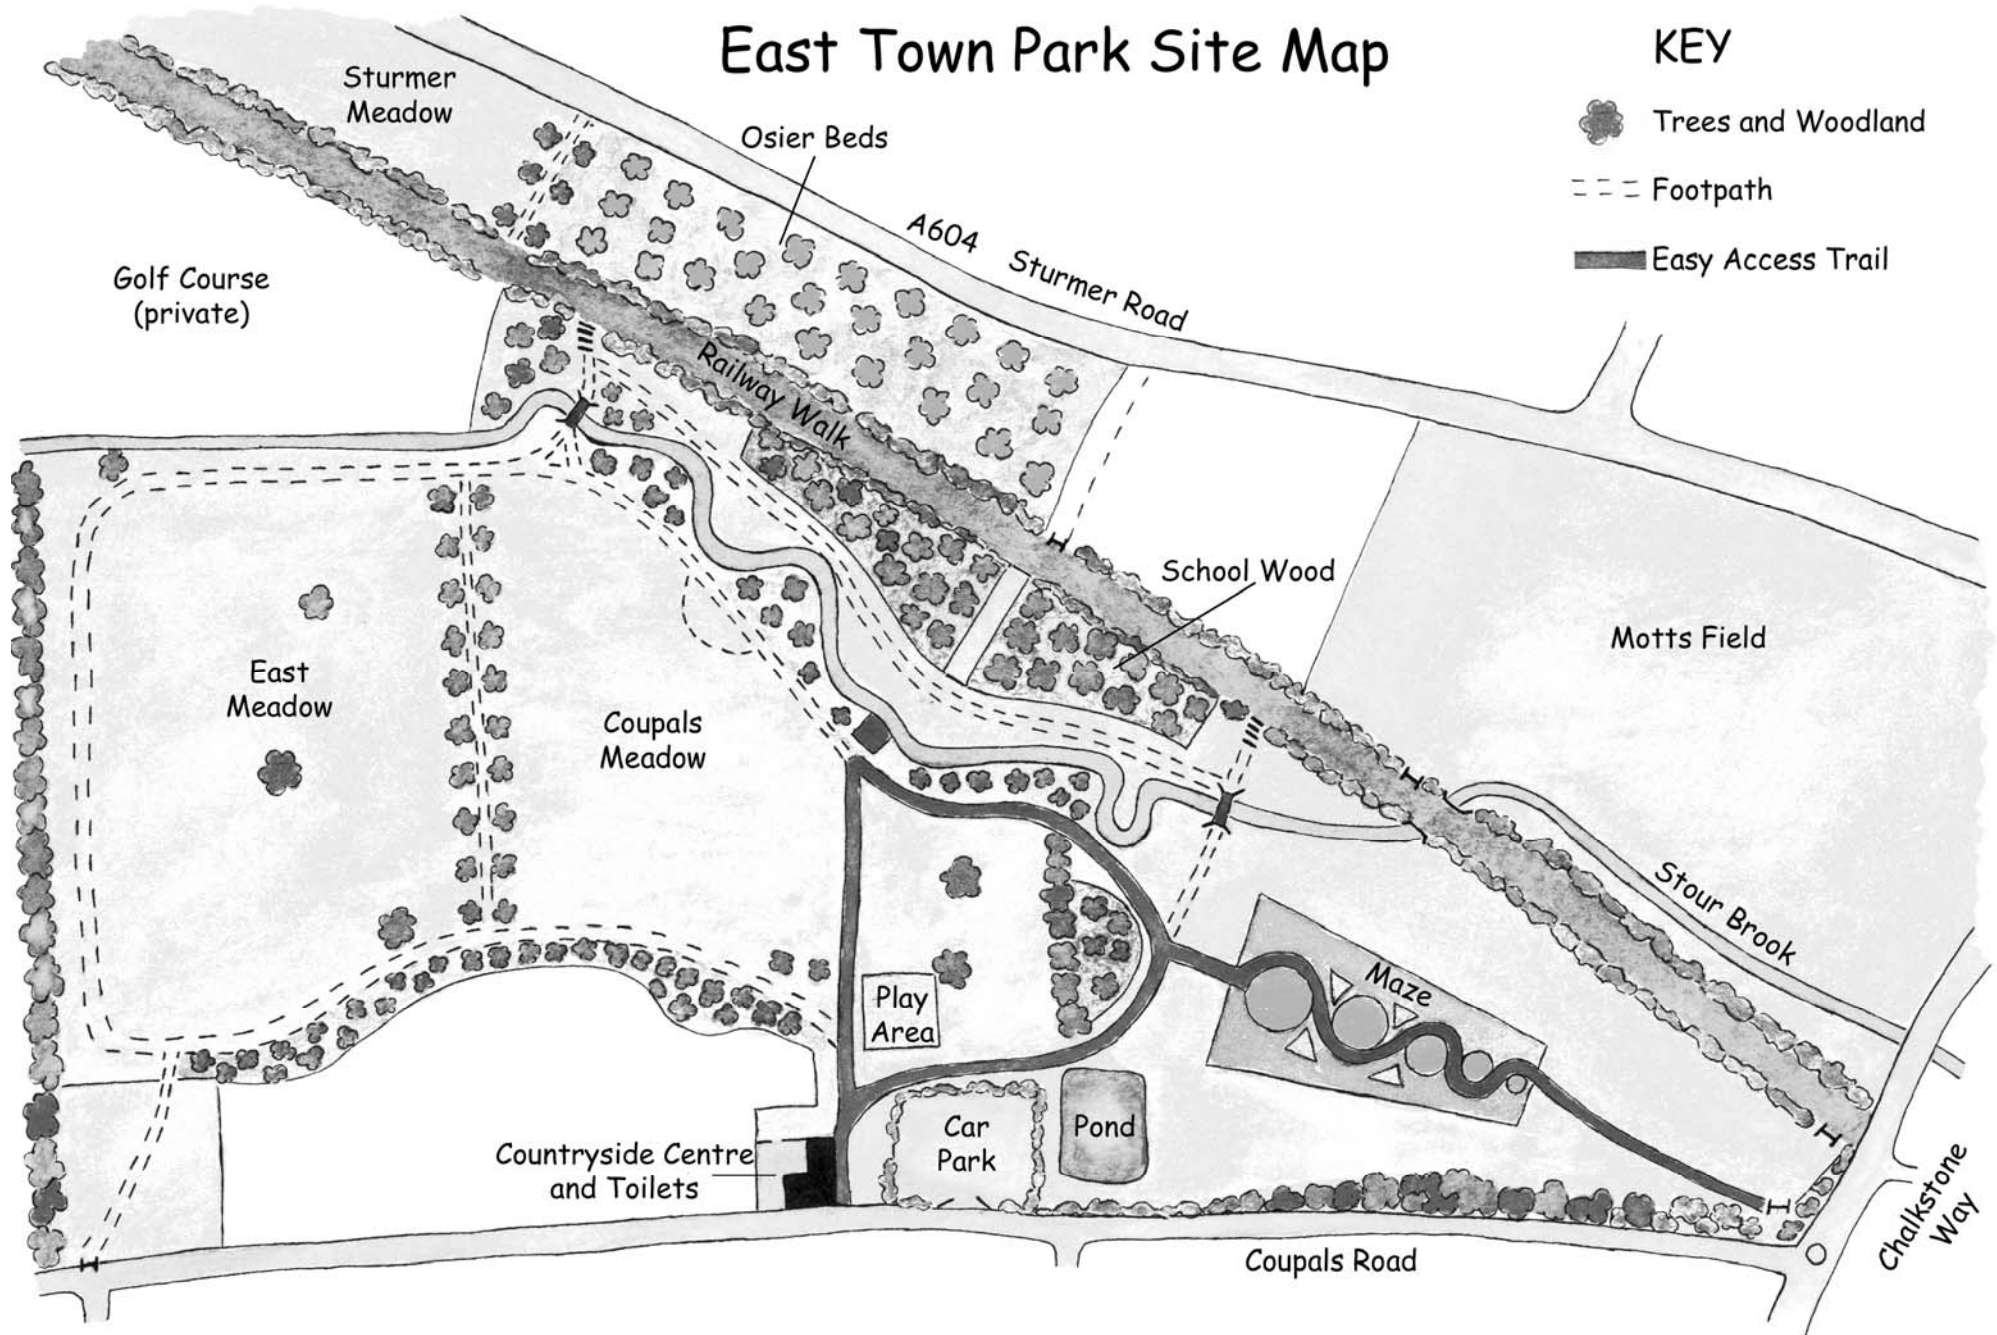 East Town Park Site Map
KEY
Trees and Woodland
Footpath
Easy Access Trail
Sturmer
Meadow
Osier Beds
A604 Sturmer Road
Golf Course
(private)
Railway Walk
School Wood
Motts Field
East
Meadow
Coupals
Meadow
Stour Brook
Maze
Play
Area
Car
Park
Pond
Countryside Centre
and Toilets
Coupals Road
Chalkstone
Way